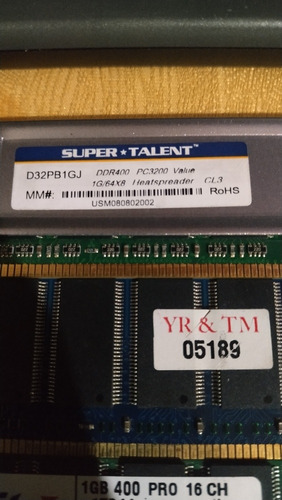 SUPER★TALENT
D32PB1GJ DDR400 PC3200 Value
1G/64X8 Heatspreader CL3
MM#: RoHS
USM080802002
YR & TM
05189
1GB 400 PRO 16 CH